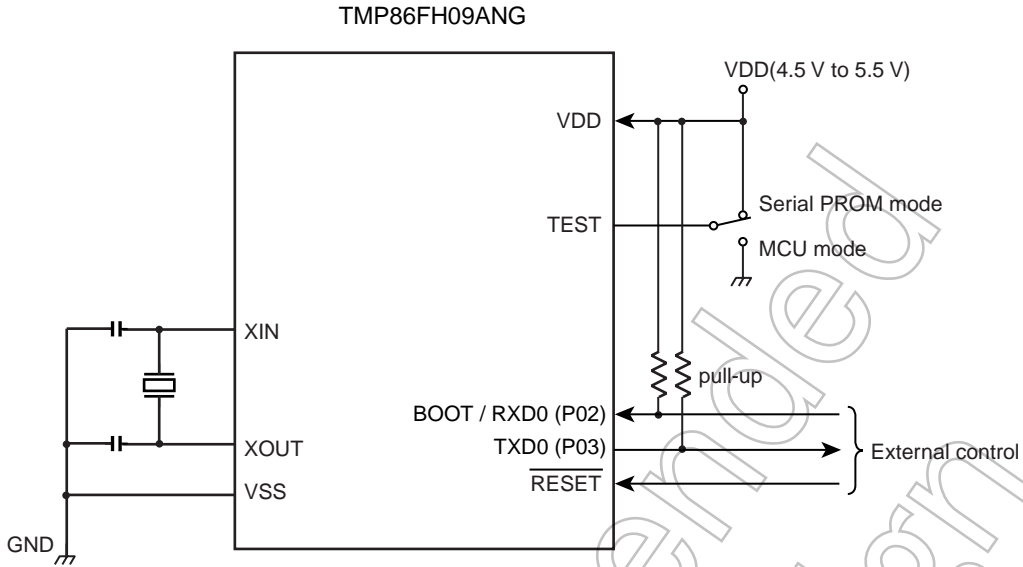 TMP86FH09ANG
VDD(4.5 V to 5.5 V)
VDD
Serial PROM mode
TEST
MCU mode
XIN
pull-up
BOOT / RXD0 (P02)
TXD0 (P03)
XOUT
External control
RESET
VSS
GND